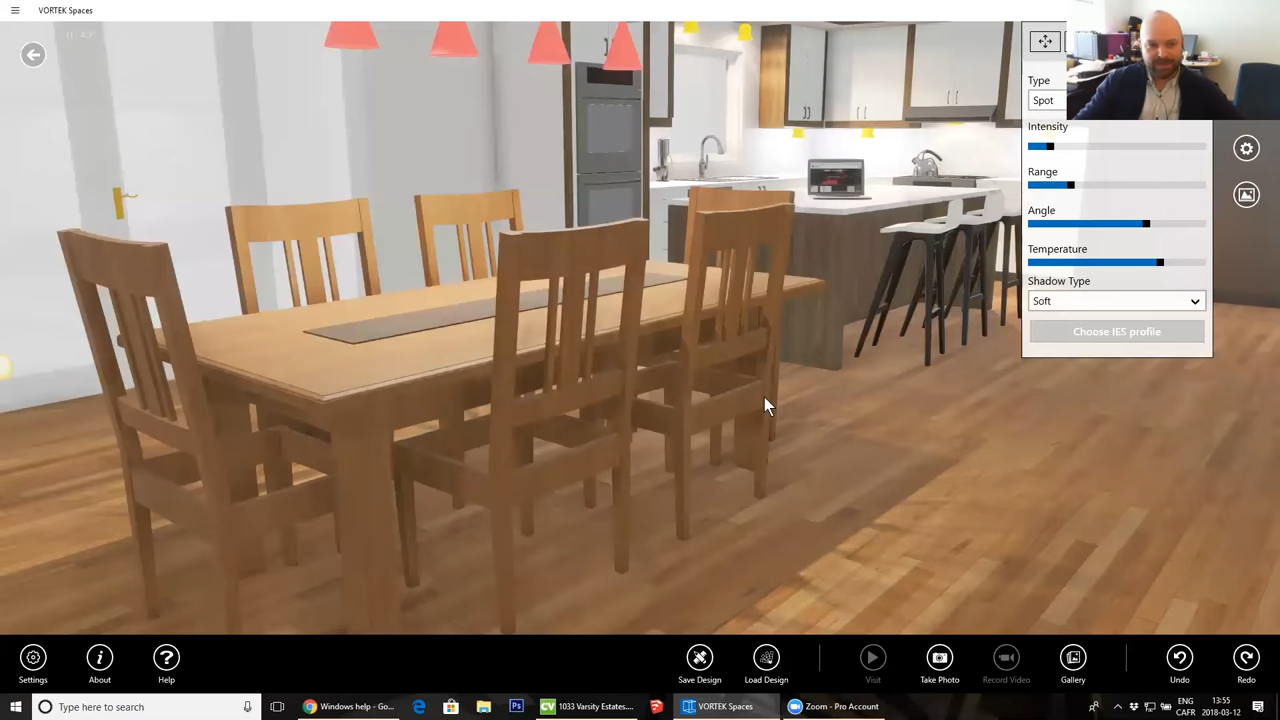 VORTEK Spaces
Type
Spot
Intensity
Range
Angle
Temperature
Shadow Type
Soft
Choose IES profile
Settings
About
Help
Save Design
Load Design
Visit
Take Photo
Record Video
Gallery
Undo
Redo
Type here to search
Windows help - Go...
1033 Varsity Estates....
VORTEK Spaces
Zoom - Pro Account
ENG
CAFR
13:55
2018-03-12